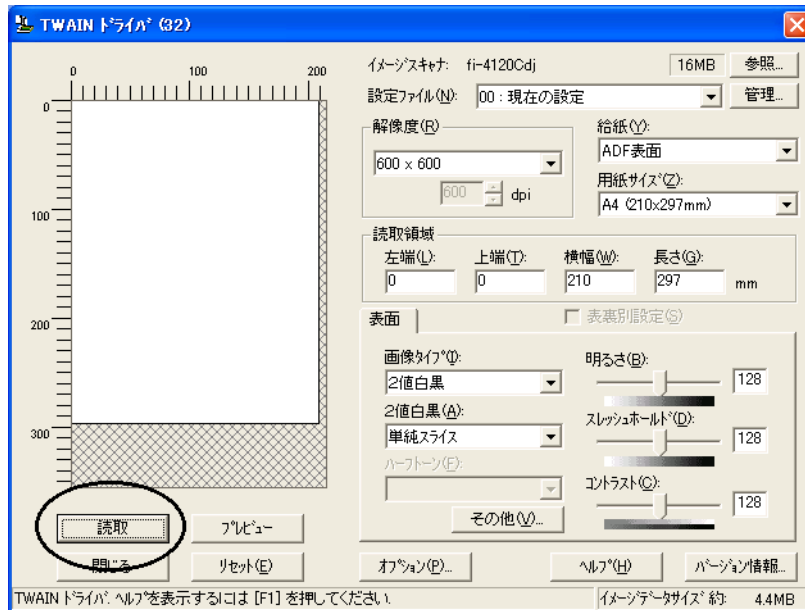 TWAIN ﾄﾞﾗｲﾊﾞ (32)
0 100 200
0
100
200
300
読取
ﾌﾟﾚﾋﾞｭｰ
閉じる
ﾘｾｯﾄ(E)
ｲﾒｰｼﾞｽｷｬﾅ: fi-4120Cdj 16MB 参照...
設定ﾌｧｲﾙ(N): 00 : 現在の設定 管理...
解像度(R)
600 x 600
600 dpi
給紙(Y):
ADF表面
用紙ｻｲｽﾞ(Z):
A4 (210x297mm)
読取領域
左端(L): 上端(T): 横幅(W): 長さ(G):
0 0 210 297 mm
表面
表裏別設定(S)
画像ﾀｲﾌﾟ(I):
2値白黒
2値白黒(A):
単純ｽﾗｲｽ
ﾊｰﾌﾄｰﾝ(F):
その他(V)...
明るさ(B):
128
ｽﾚｯｼｭﾎｰﾙﾄﾞ(D):
128
ｺﾝﾄﾗｽﾄ(C):
128
ｵﾌﾟｼｮﾝ(P)... ﾍﾙﾌﾟ(H) ﾊﾞｰｼﾞｮﾝ情報...
TWAIN ﾄﾞﾗｲﾊﾞ. ﾍﾙﾌﾟを表示するには [F1] を押してください. ｲﾒｰｼﾞﾃﾞｰﾀｻｲｽﾞ 約: 4.4MB